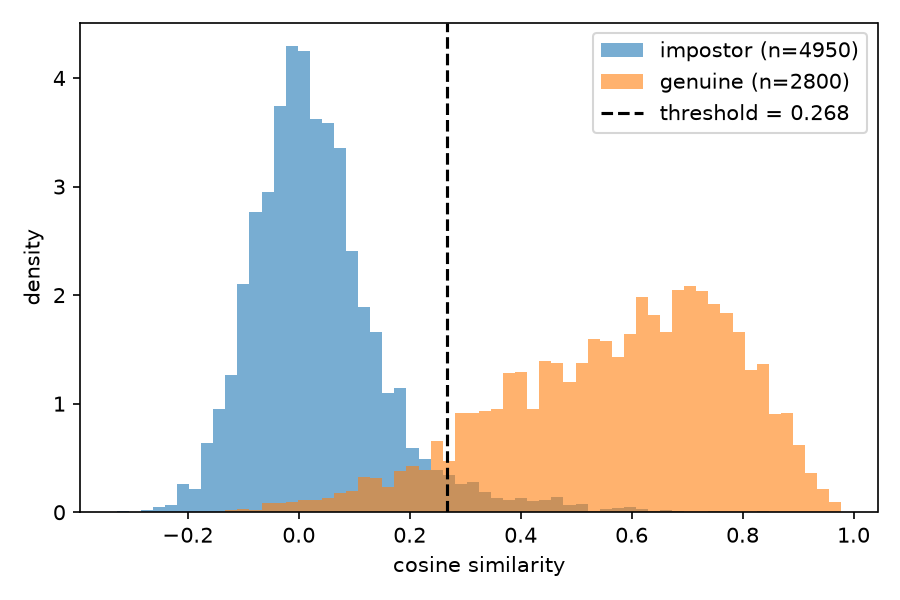 impostor (n=4950)
genuine (n=2800)
threshold = 0.268
density
4
3
2
1
0
−0.2 0.0 0.2 0.4 0.6 0.8 1.0
cosine similarity